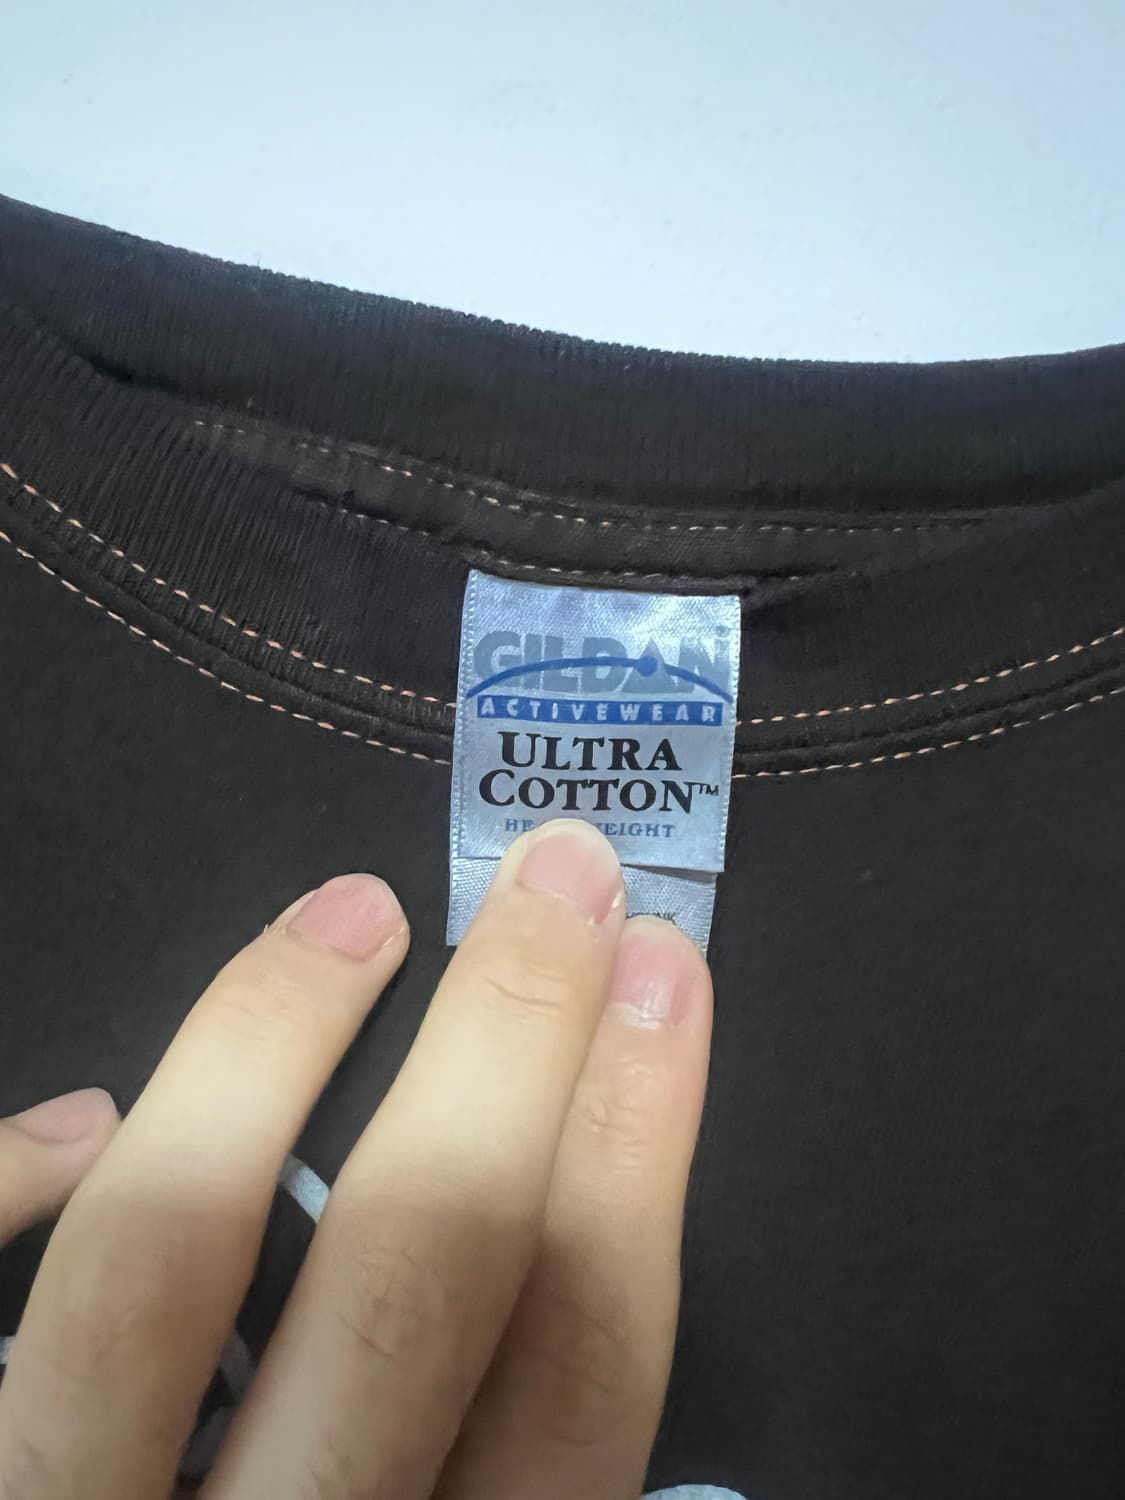 GILDAN
ACTIVEWEAR
ULTRA
COTTON™